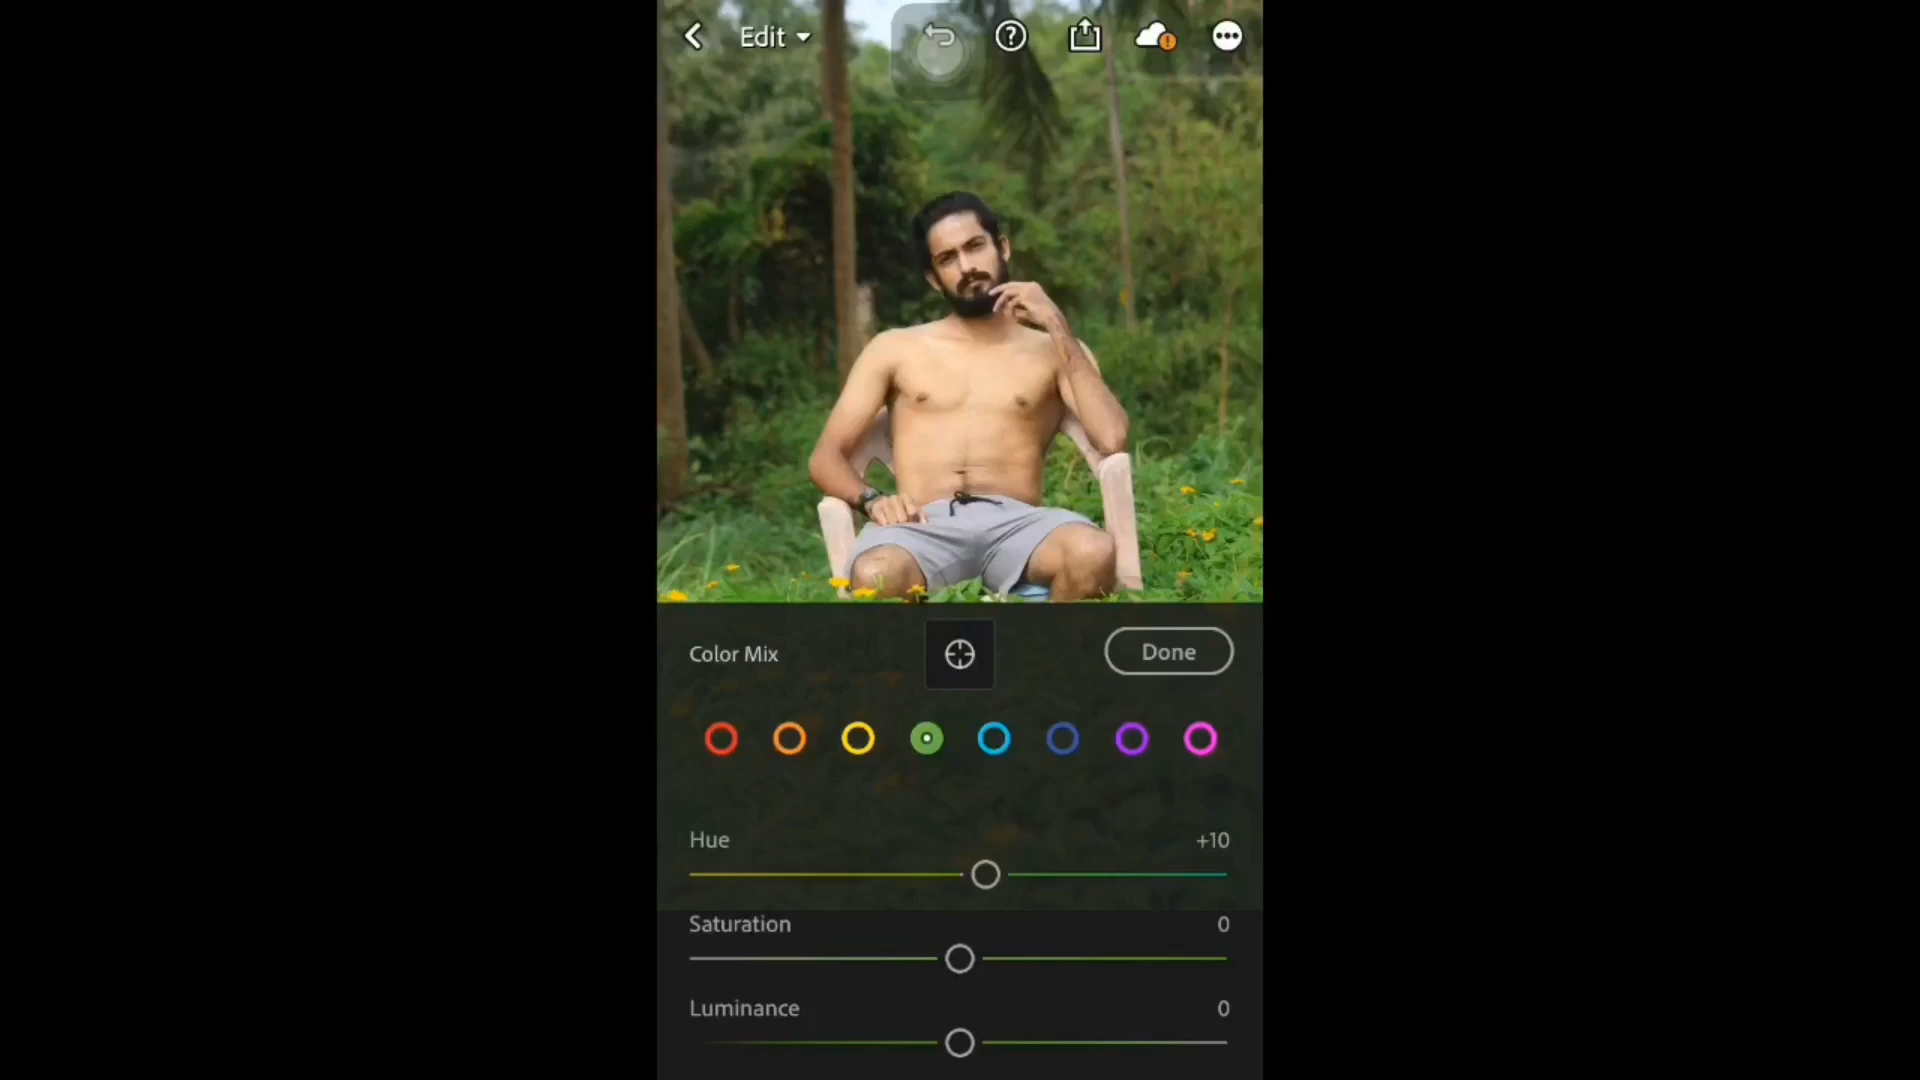 Edit
Color Mix
Done
Hue
+10
Saturation
0
Luminance
0